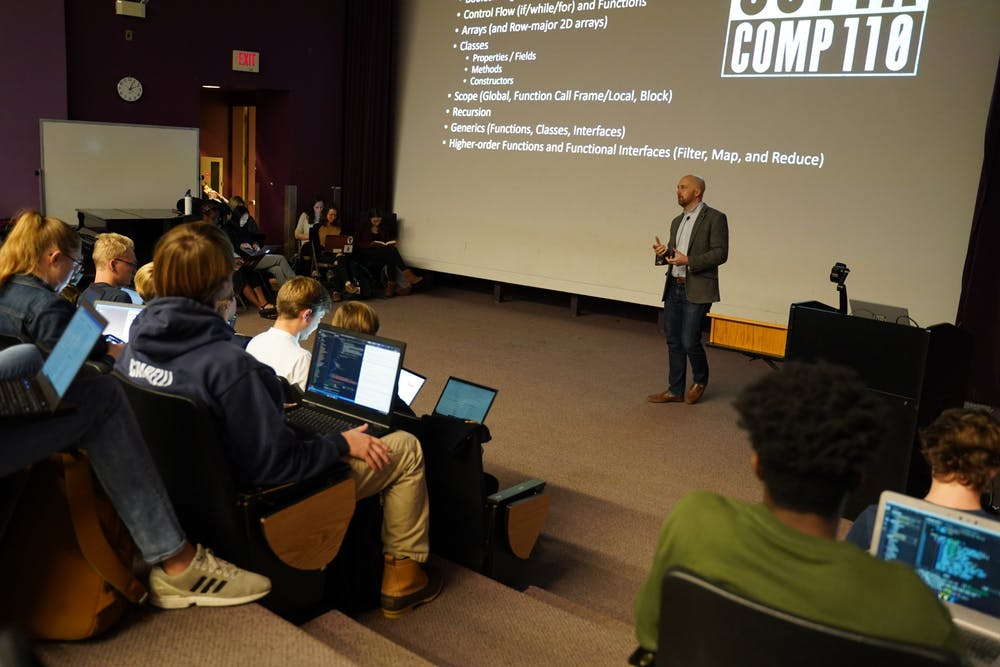 • Control Flow (if/while/for) and Functions
• Arrays (and Row-major 2D arrays)
• Classes
• Properties / Fields
• Methods
• Constructors
• Scope (Global, Function Call Frame/Local, Block)
• Recursion
• Generics (Functions, Classes, Interfaces)
• Higher-order Functions and Functional Interfaces (Filter, Map, and Reduce)
COMP 110
EXIT